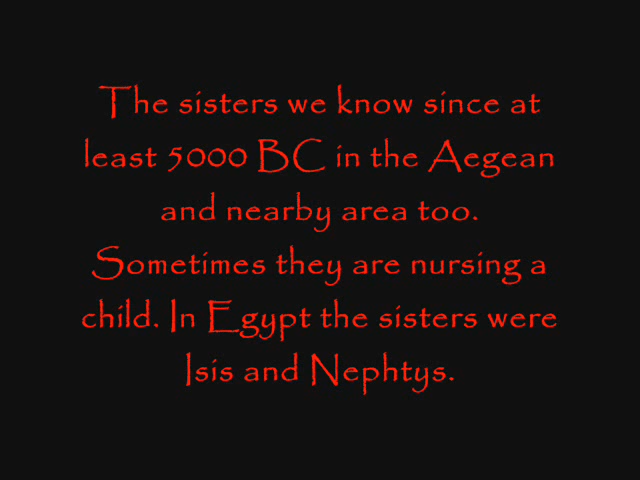 The sisters we know since at
least 5000 BC in the Aegean
and nearby area too.
Sometimes they are nursing a
child. In Egypt the sisters were
Isis and Nephtys.